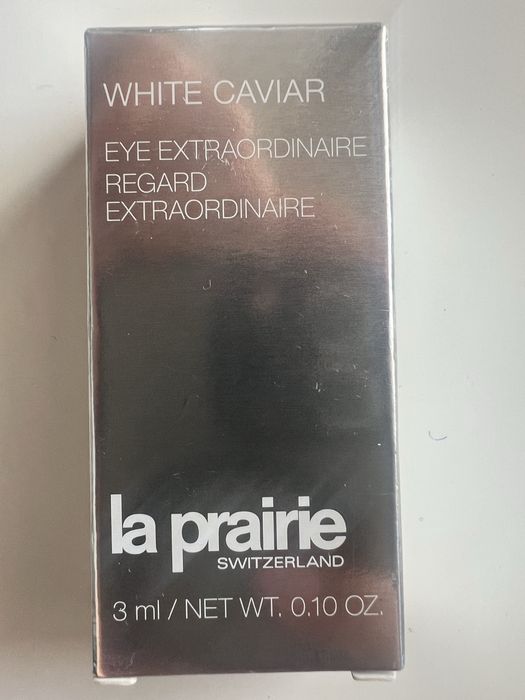 WHITE CAVIAR
EYE EXTRAORDINAIRE
REGARD
EXTRAORDINAIRE
la prairie
SWITZERLAND
3 ml / NET WT. 0.10 OZ.